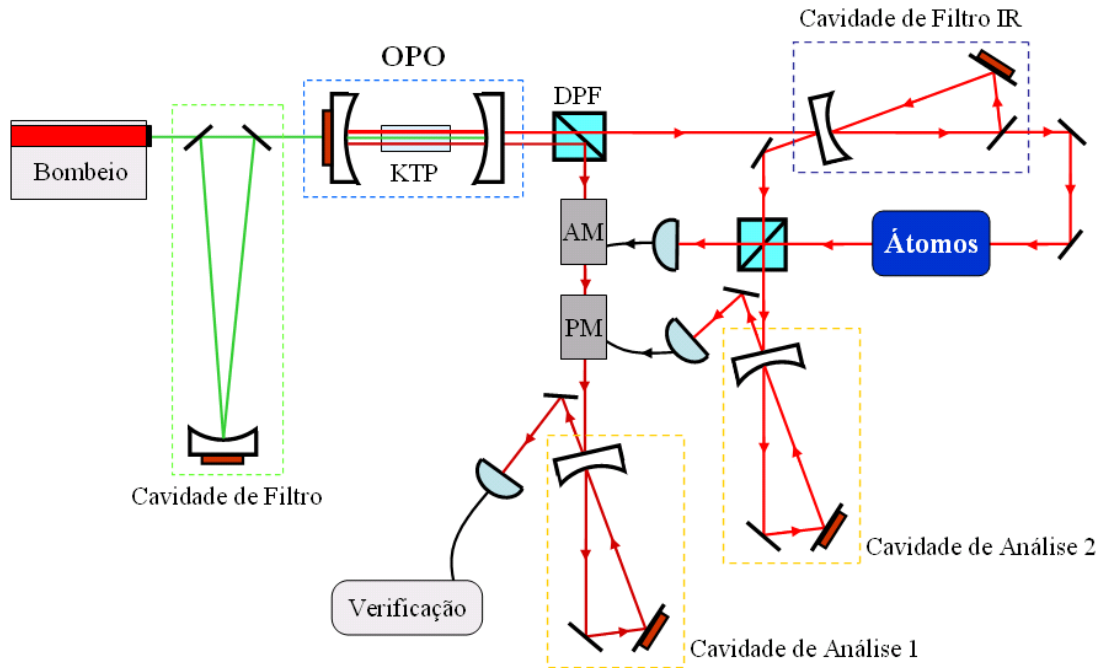 Cavidade de Filtro IR
OPO
DPF
Bombeio
KTP
AM
Átomos
PM
Cavidade de Filtro
Cavidade de Análise 2
Verificação
Cavidade de Análise 1